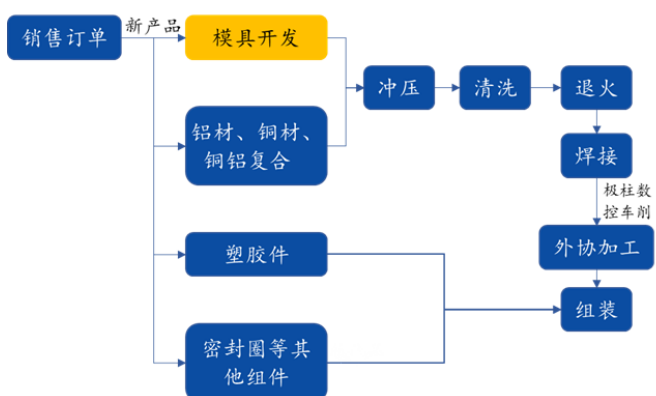 销售订单
新产品
模具开发
冲压
清洗
退火
铝材、铜材、
铜铝复合
焊接
极柱数
控车削
外协加工
塑胶件
组装
密封圈等其
他组件